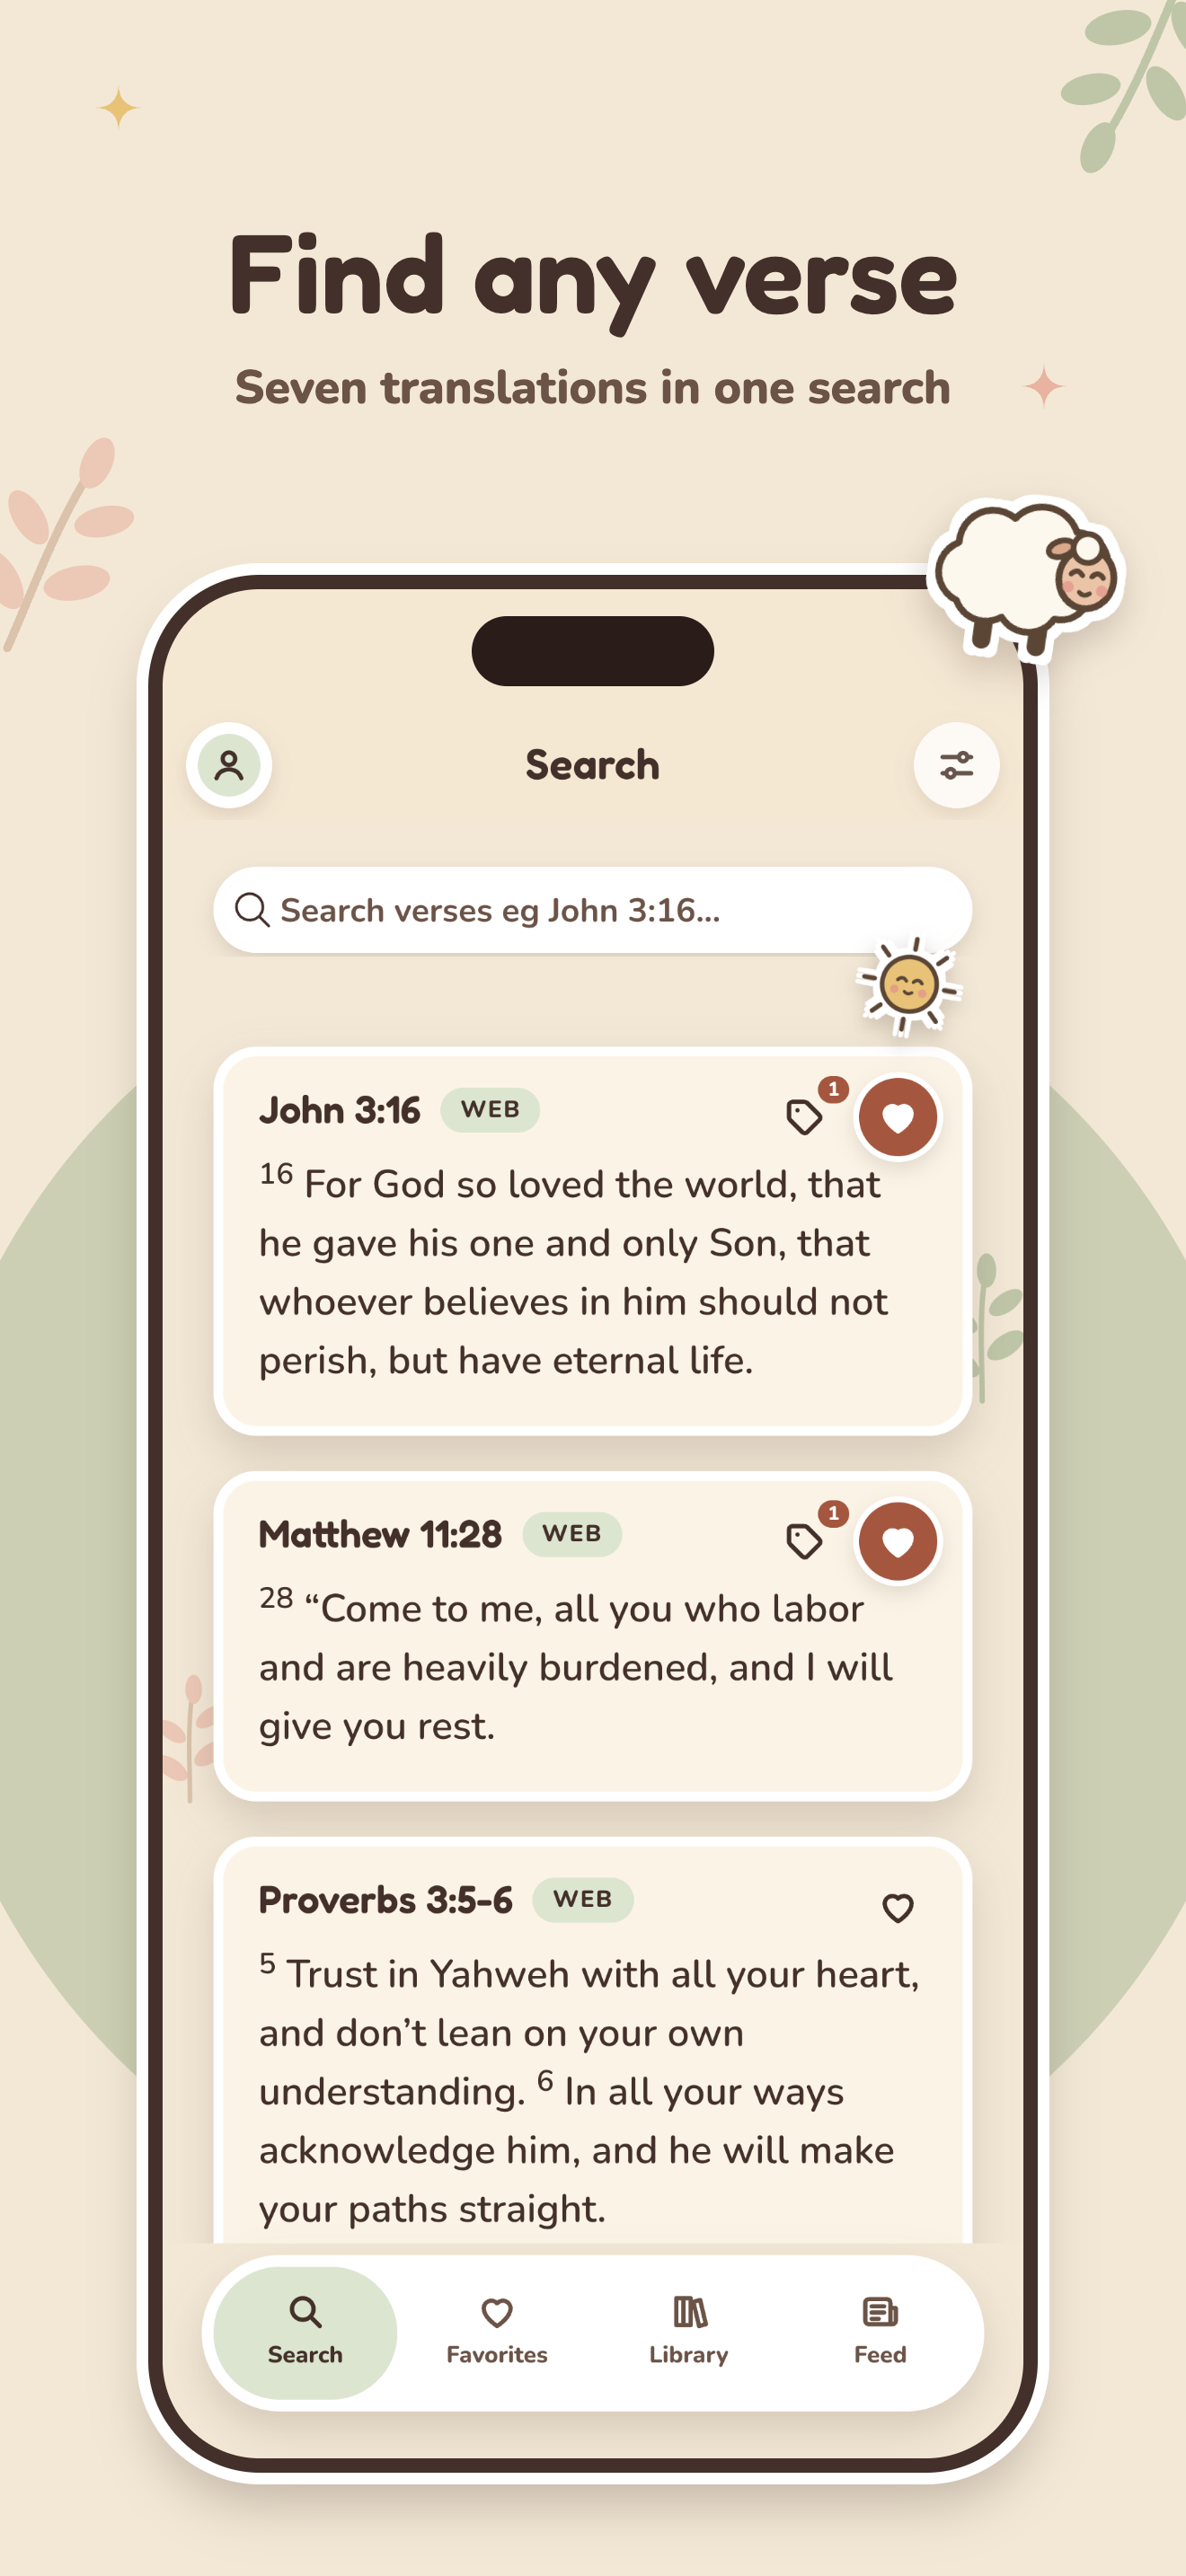 Find any verse
Seven translations in one search
Search
Search verses eg John 3:16...
John 3:16 WEB 1
16 For God so loved the world, that
he gave his one and only Son, that
whoever believes in him should not
perish, but have eternal life.
Matthew 11:28 WEB 1
28 “Come to me, all you who labor
and are heavily burdened, and I will
give you rest.
Proverbs 3:5-6 WEB
5 Trust in Yahweh with all your heart,
and don’t lean on your own
understanding. 6 In all your ways
acknowledge him, and he will make
your paths straight.
Search Favorites Library Feed